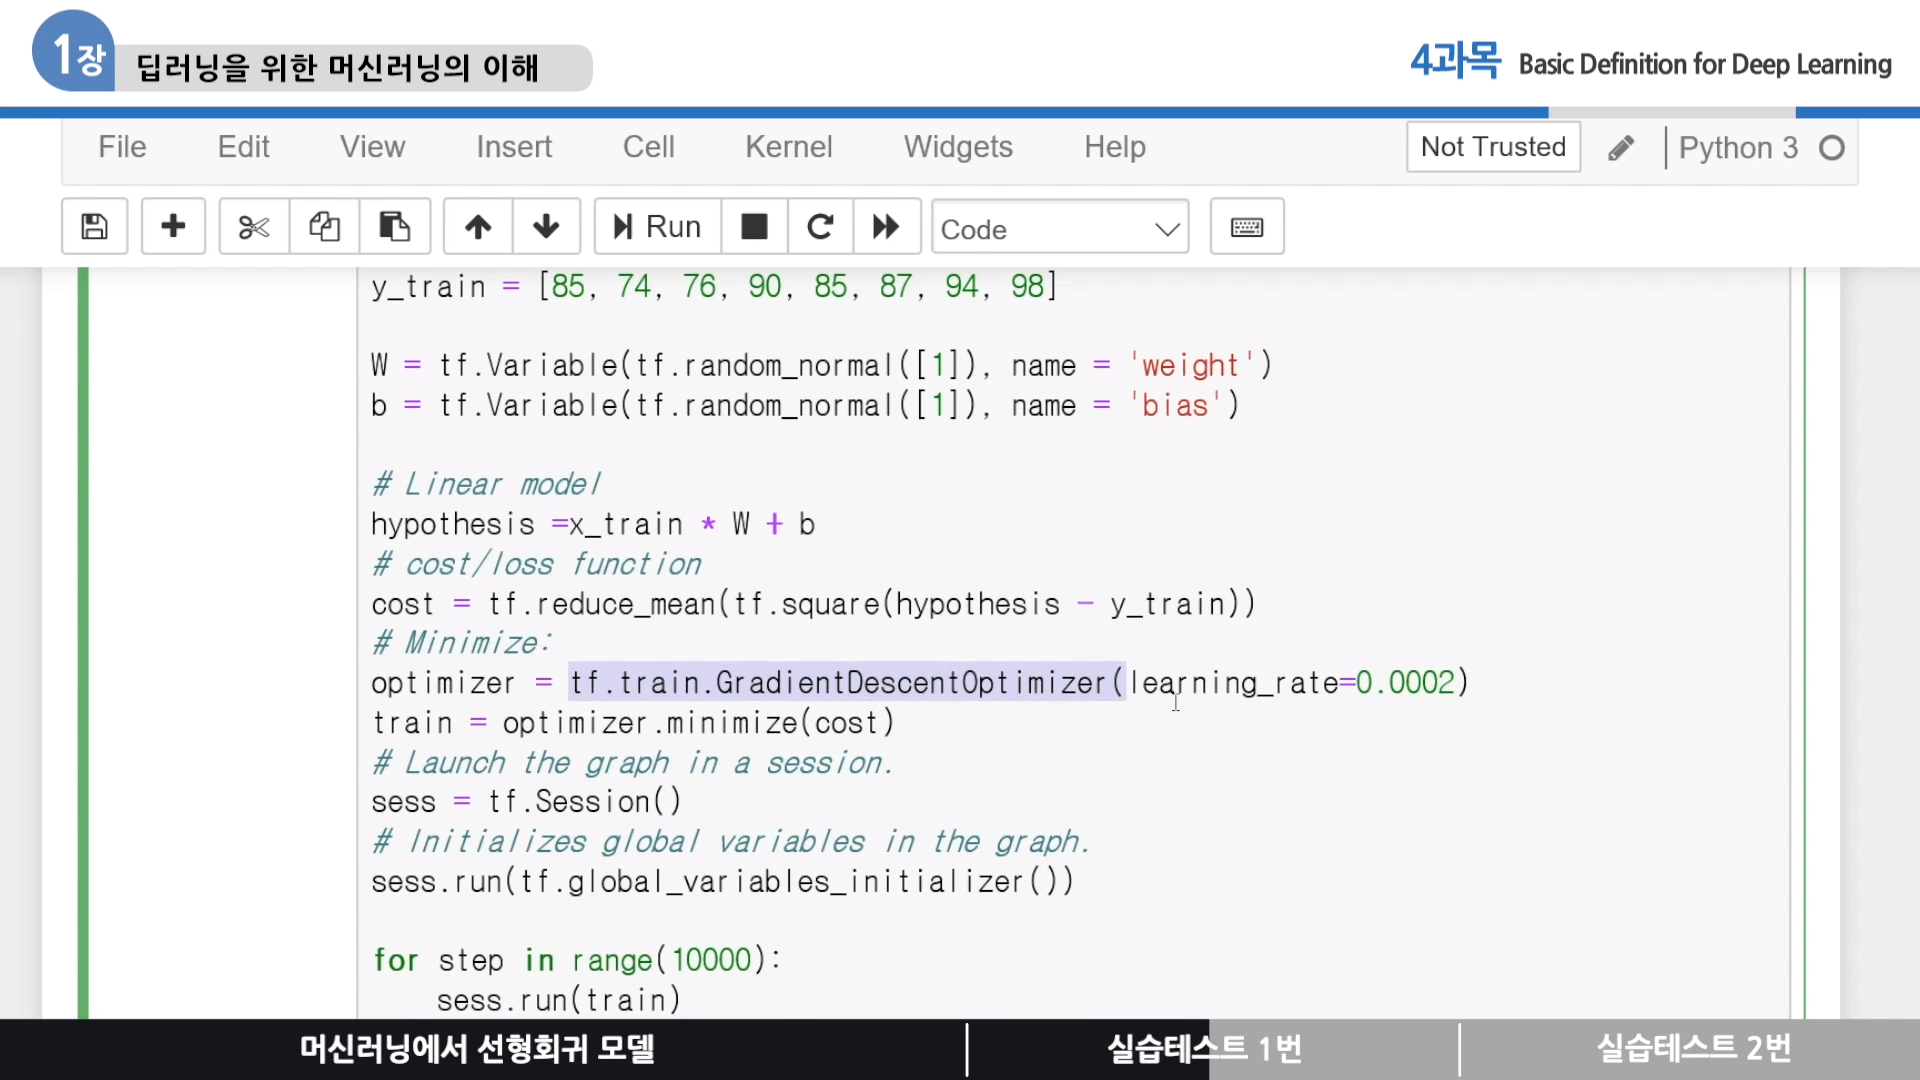 1장 딥러닝을 위한 머신러닝의 이해
4과목 Basic Definition for Deep Learning
File Edit View Insert Cell Kernel Widgets Help Not Trusted Python 3
Run Code
y_train = [85, 74, 76, 90, 85, 87, 94, 98]
W = tf.Variable(tf.random_normal([1]), name = 'weight')
b = tf.Variable(tf.random_normal([1]), name = 'bias')
# Linear model
hypothesis =x_train * W + b
# cost/loss function
cost = tf.reduce_mean(tf.square(hypothesis - y_train))
# Minimize:
optimizer = tf.train.GradientDescentOptimizer(learning_rate=0.0002)
train = optimizer.minimize(cost)
# Launch the graph in a session.
sess = tf.Session()
# Initializes global variables in the graph.
sess.run(tf.global_variables_initializer())
for step in range(10000):
    sess.run(train)
머신러닝에서 선형회귀 모델 실습테스트 1번 실습테스트 2번